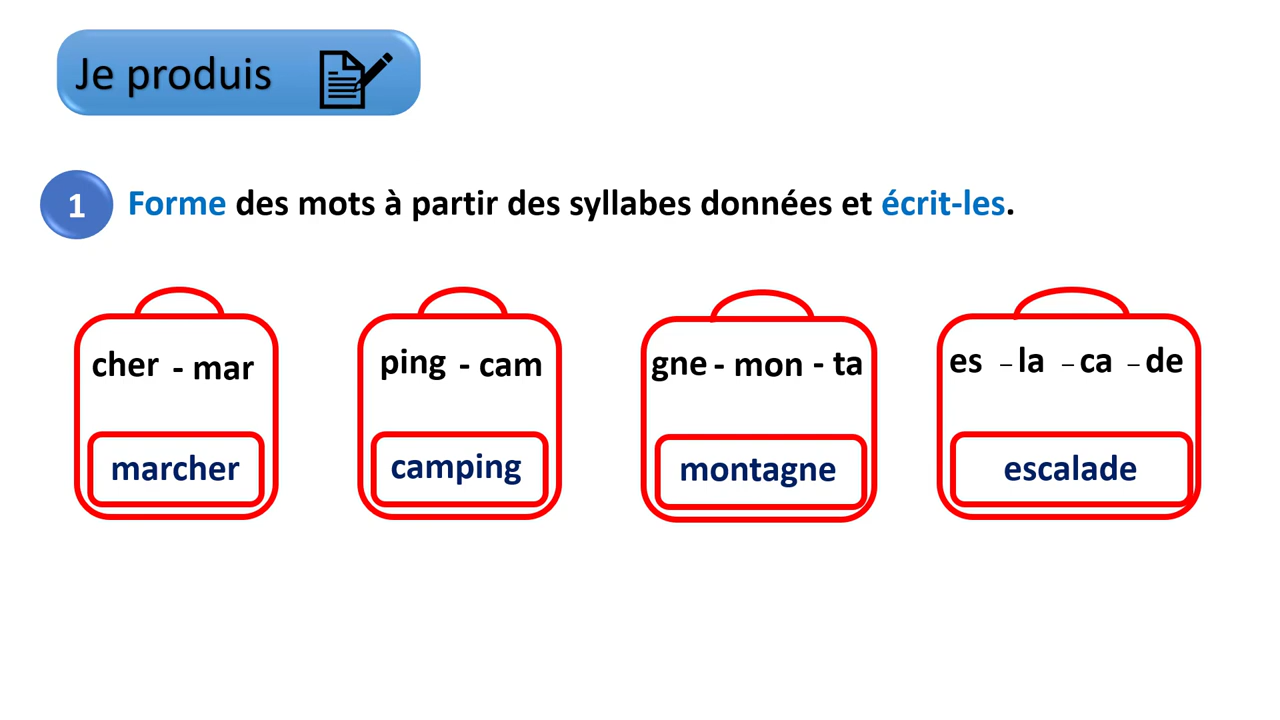 Je produis
1 Forme des mots à partir des syllabes données et écrit-les.
cher - mar
ping - cam
gne - mon - ta
es – la – ca – de
marcher
camping
montagne
escalade